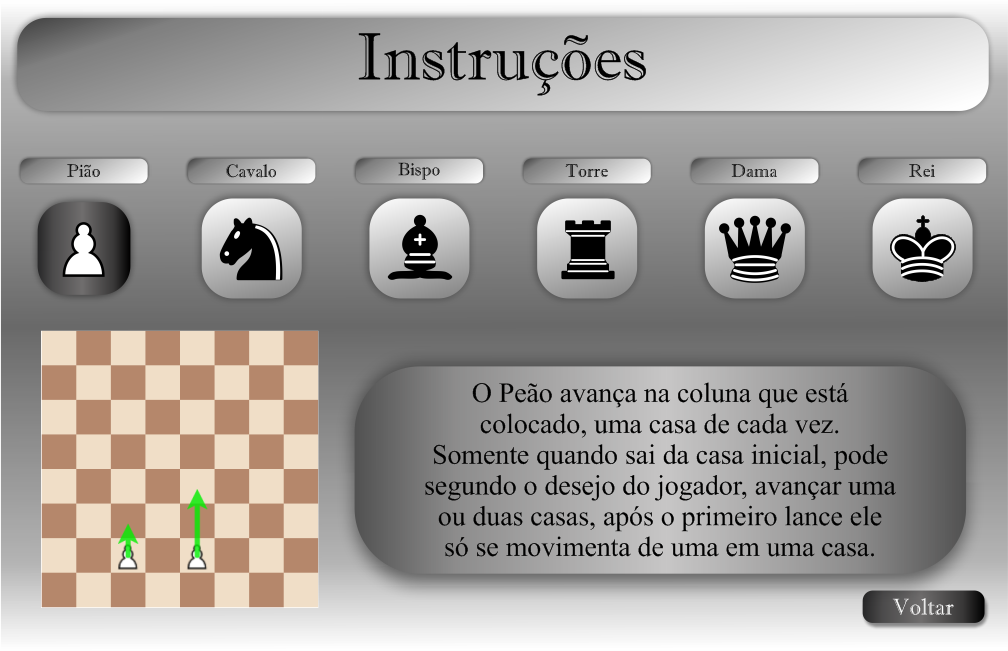 Instruções
Pião
Cavalo
Bispo
Torre
Dama
Rei
O Peão avança na coluna que está
colocado, uma casa de cada vez.
Somente quando sai da casa inicial, pode
segundo o desejo do jogador, avançar uma
ou duas casas, após o primeiro lance ele
só se movimenta de uma em uma casa.
Voltar